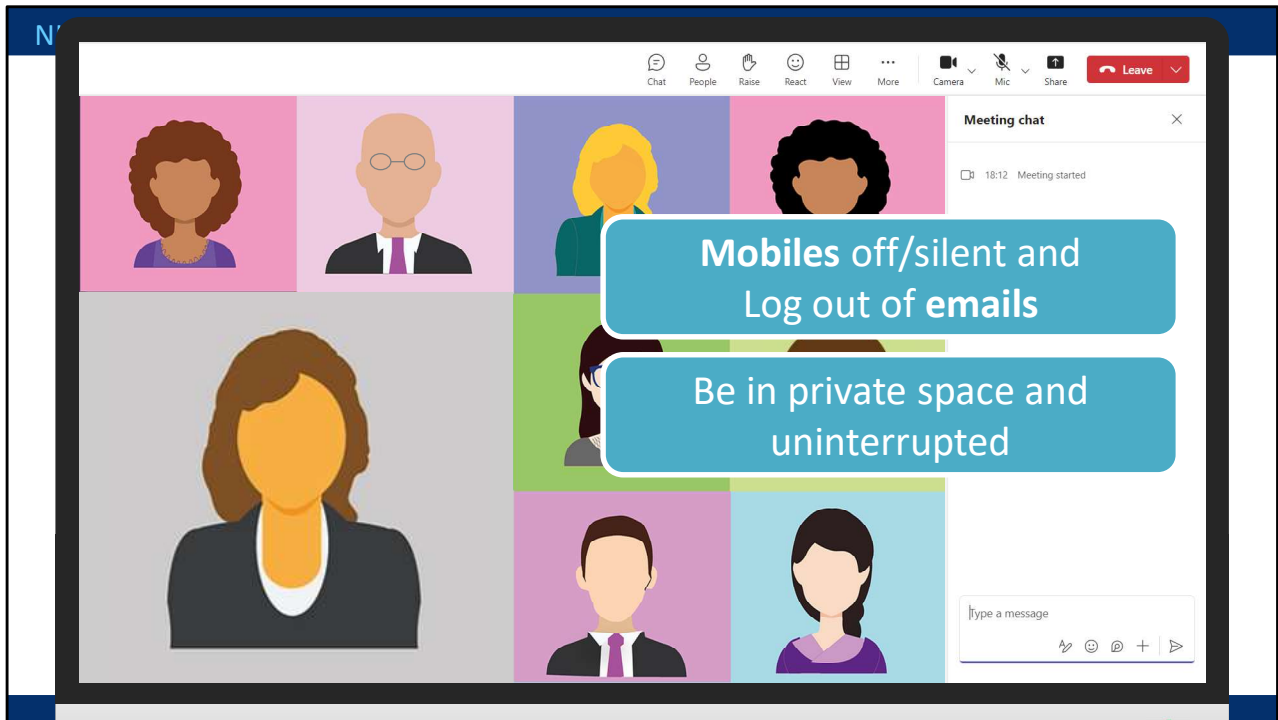 Chat People Raise React View More Camera Mic Share Leave
Meeting chat
18:12 Meeting started
Mobiles off/silent and
Log out of emails
Be in private space and
uninterrupted
Type a message